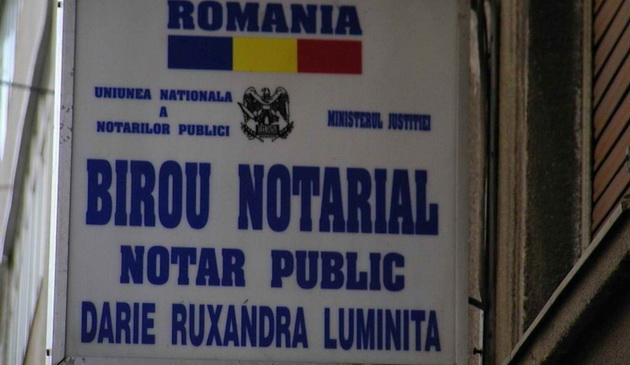 ROMANIA
UNIUNEA NATIONALA
A
NOTARILOR PUBLICI
MINISTERUL JUSTITIEI
BIROU NOTARIAL
NOTAR PUBLIC
DARIE RUXANDRA LUMINITA